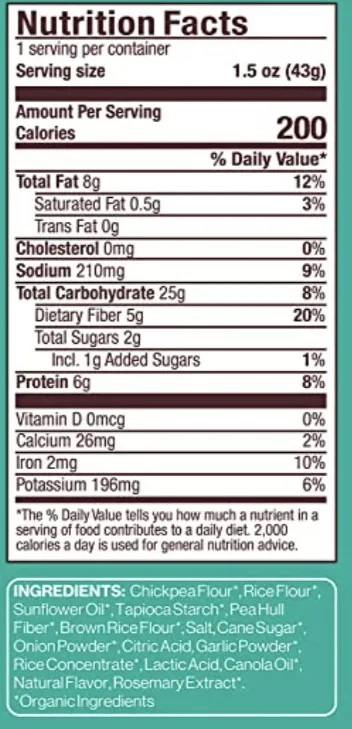 Nutrition Facts
1 serving per container
Serving size 1.5 oz (43g)
Amount Per Serving
Calories 200
% Daily Value*
Total Fat 8g 12%
Saturated Fat 0.5g 3%
Trans Fat 0g
Cholesterol 0mg 0%
Sodium 210mg 9%
Total Carbohydrate 25g 8%
Dietary Fiber 5g 20%
Total Sugars 2g
Incl. 1g Added Sugars 1%
Protein 6g 8%
Vitamin D 0mcg 0%
Calcium 26mg 2%
Iron 2mg 10%
Potassium 196mg 6%
*The % Daily Value tells you how much a nutrient in a
serving of food contributes to a daily diet. 2,000
calories a day is used for general nutrition advice.
INGREDIENTS: Chickpea Flour*, Rice Flour*,
Sunflower Oil*, Tapioca Starch*, Pea Hull
Fiber*, Brown Rice Flour*, Salt, Cane Sugar*,
Onion Powder*, Citric Acid, Garlic Powder*,
Rice Concentrate*, Lactic Acid, Canola Oil*,
Natural Flavor, Rosemary Extract*.
*Organic Ingredients